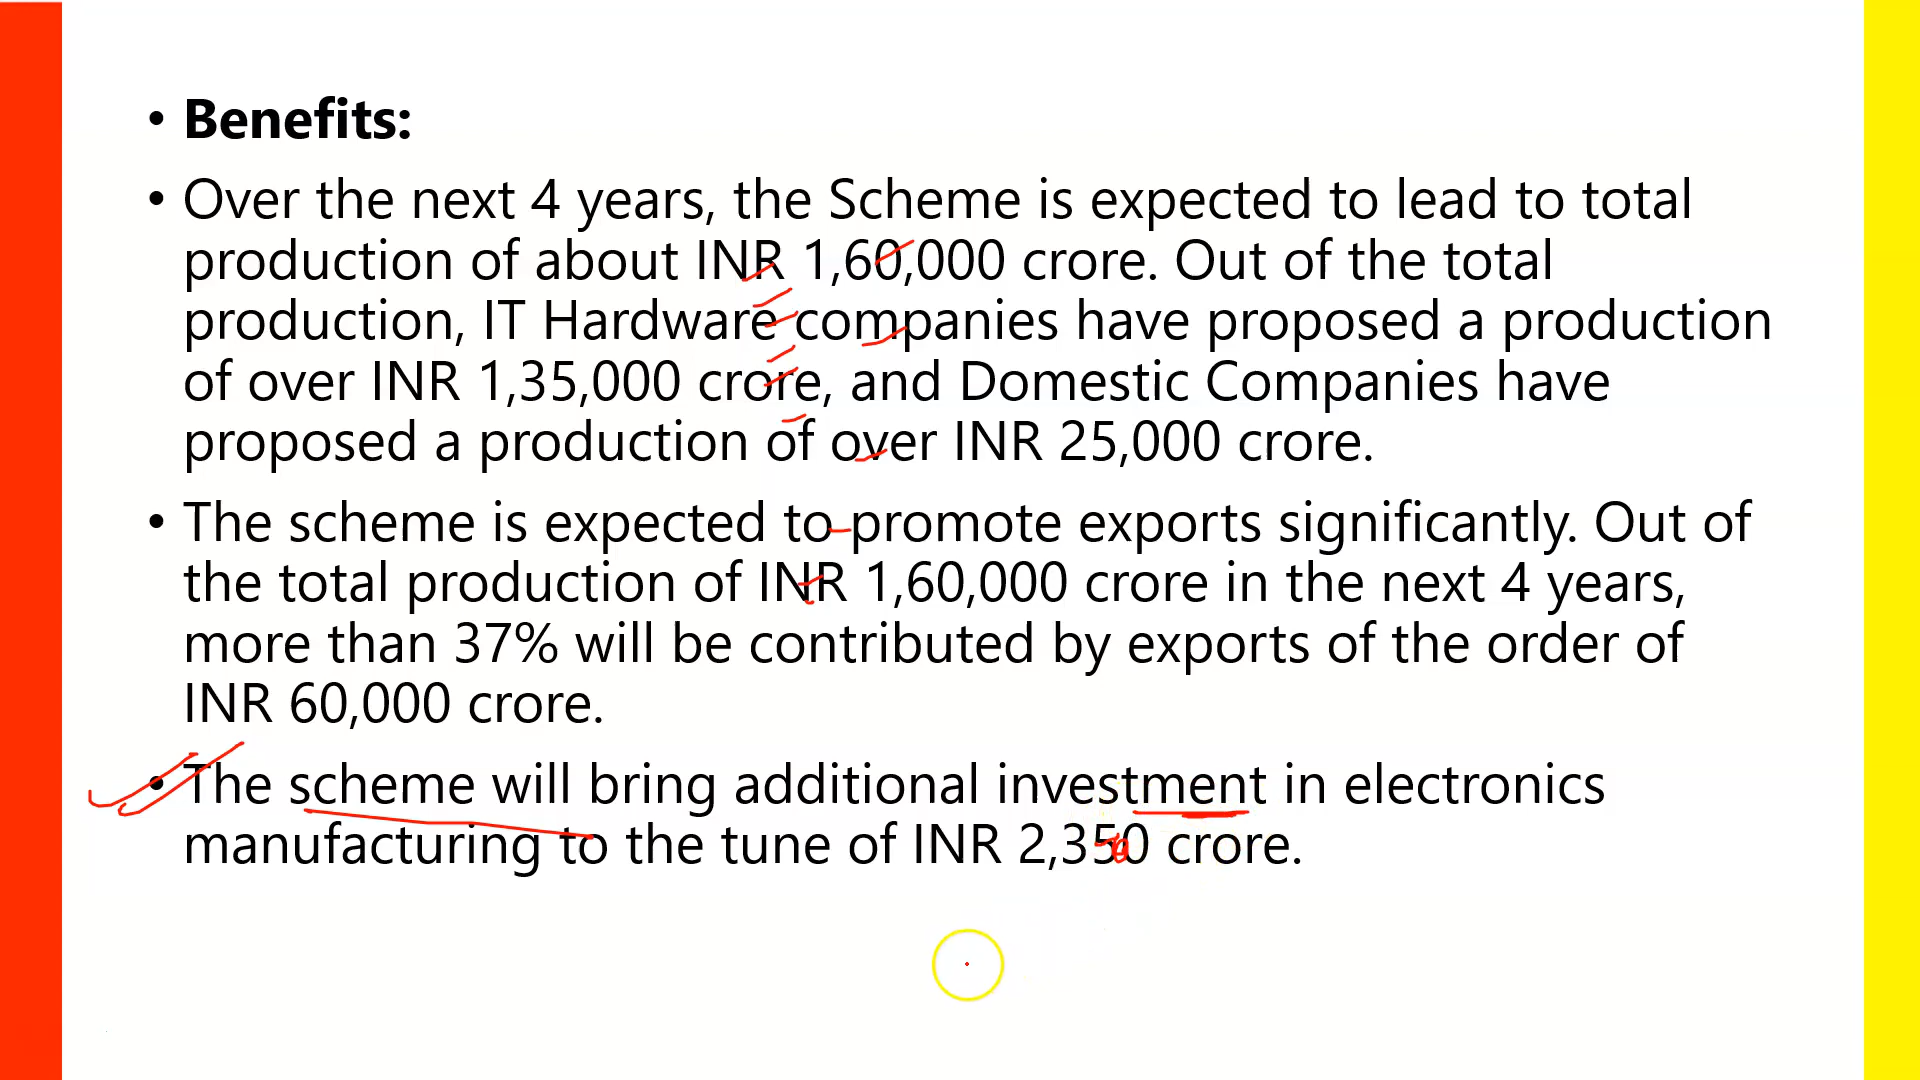 • Benefits:
• Over the next 4 years, the Scheme is expected to lead to total
production of about INR 1,60,000 crore. Out of the total
production, IT Hardware companies have proposed a production
of over INR 1,35,000 crore, and Domestic Companies have
proposed a production of over INR 25,000 crore.
• The scheme is expected to promote exports significantly. Out of
the total production of INR 1,60,000 crore in the next 4 years,
more than 37% will be contributed by exports of the order of
INR 60,000 crore.
• The scheme will bring additional investment in electronics
manufacturing to the tune of INR 2,350 crore.